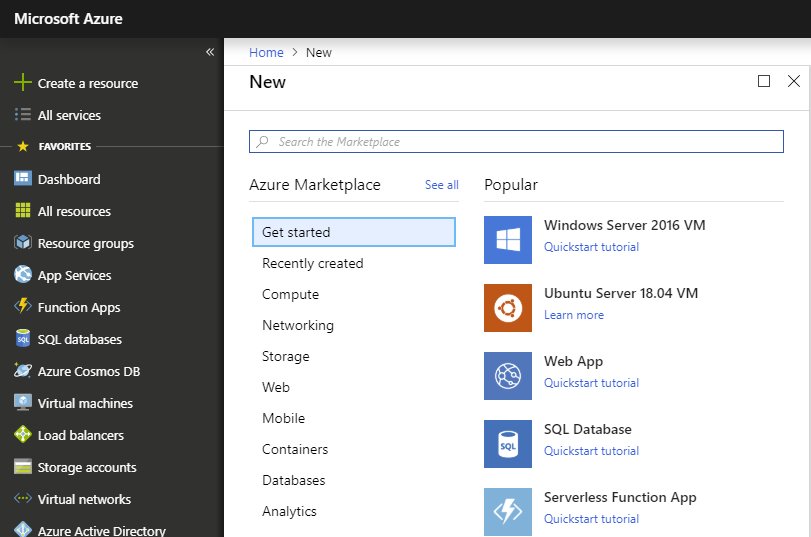 Microsoft Azure
«
Create a resource
All services
FAVORITES
Dashboard
All resources
Resource groups
App Services
Function Apps
SQL databases
Azure Cosmos DB
Virtual machines
Load balancers
Storage accounts
Virtual networks
Azure Active Directory
Home > New
New
Search the Marketplace
Azure Marketplace
See all
Get started
Recently created
Compute
Networking
Storage
Web
Mobile
Containers
Databases
Analytics
Popular
Windows Server 2016 VM
Quickstart tutorial
Ubuntu Server 18.04 VM
Learn more
Web App
Quickstart tutorial
SQL
SQL Database
Quickstart tutorial
Serverless Function App
Quickstart tutorial